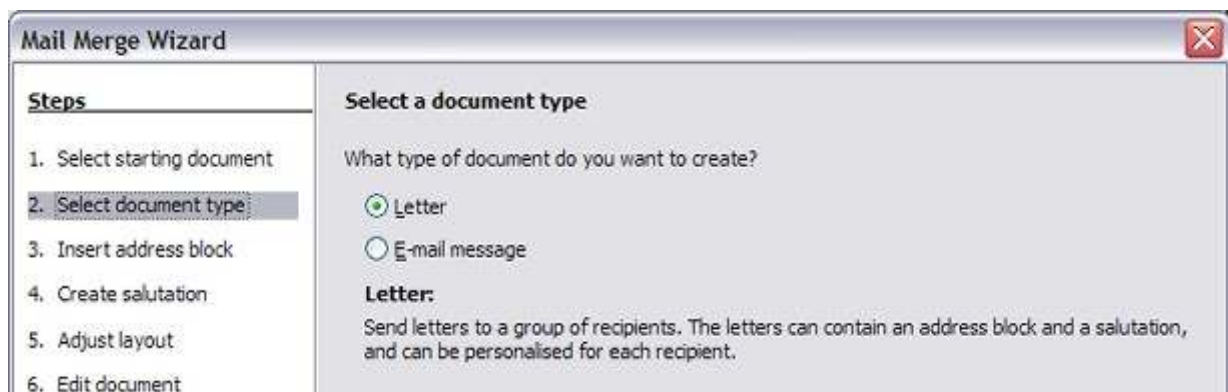 Mail Merge Wizard
Steps
1. Select starting document
2. Select document type
3. Insert address block
4. Create salutation
5. Adjust layout
6. Edit document
Select a document type
What type of document do you want to create?
Letter
E-mail message
Letter:
Send letters to a group of recipients. The letters can contain an address block and a salutation,
and can be personalised for each recipient.